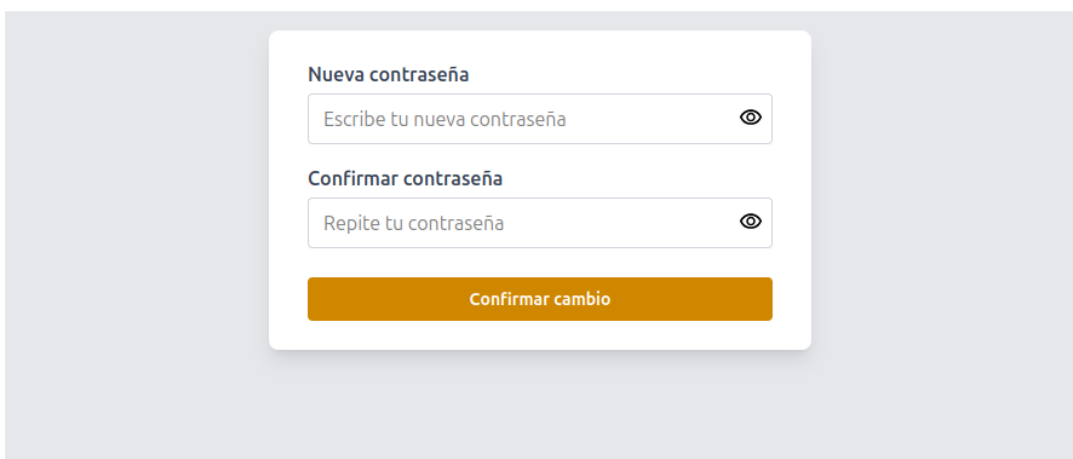 Nueva contraseña
Escribe tu nueva contraseña
Confirmar contraseña
Repite tu contraseña
Confirmar cambio